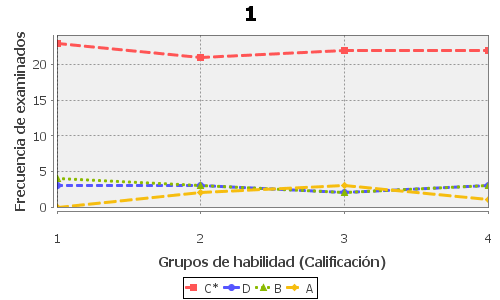 1
Frecuencia de examinados
20
15
10
5
0
1 2 3 4
Grupos de habilidad (Calificación)
C* D B A